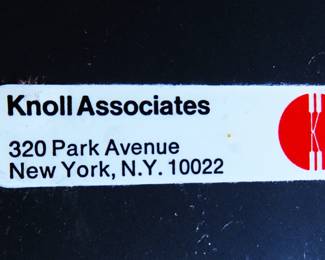 Knoll Associates
320 Park Avenue
New York, N.Y. 10022